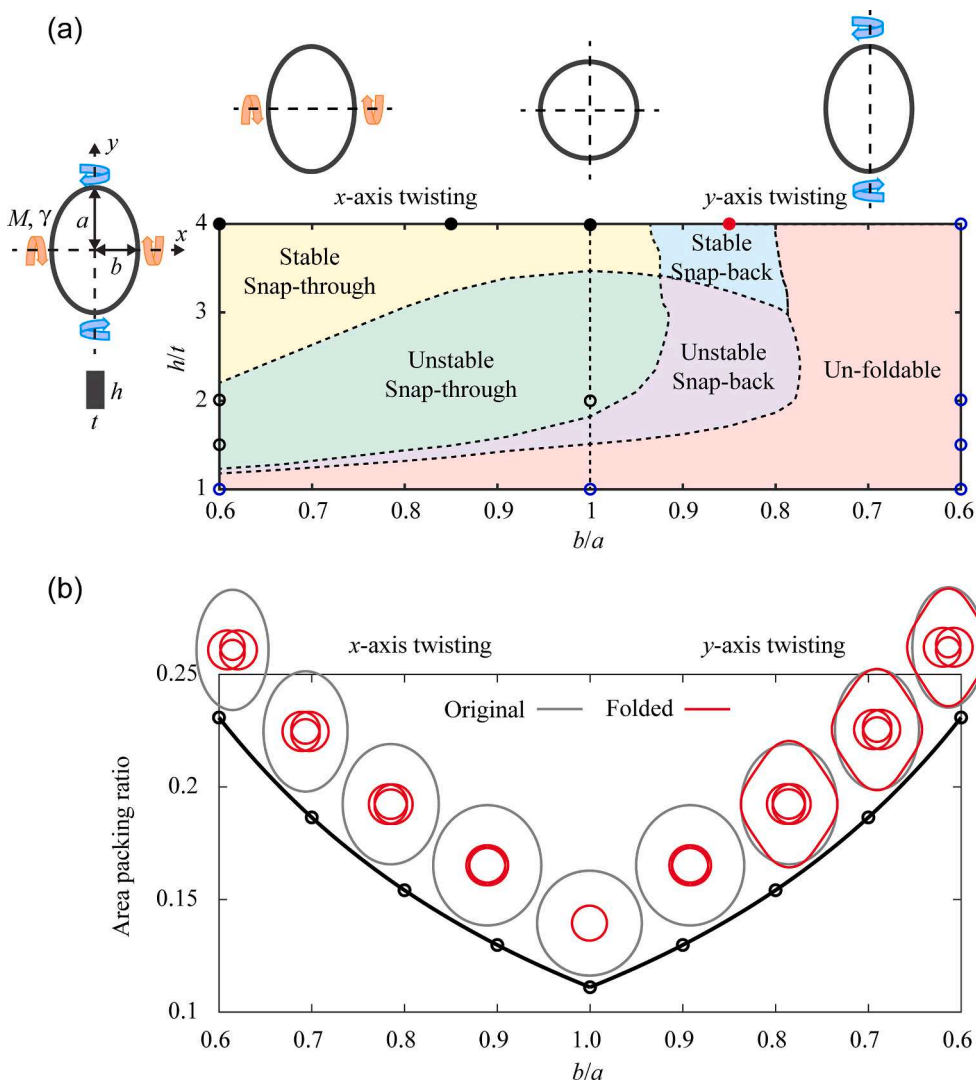 (a)
y
M, γ
a
x
b
h
t
x-axis twisting
y-axis twisting
4
3
2
1
h/t
Stable
Snap-through
Stable
Snap-back
Unstable
Snap-through
Unstable
Snap-back
Un-foldable
0.6 0.7 0.8 0.9 1 0.9 0.8 0.7 0.6
b/a
(b)
x-axis twisting
y-axis twisting
Original Folded
0.25
0.2
0.15
0.1
Area packing ratio
0.6 0.7 0.8 0.9 1.0 0.9 0.8 0.7 0.6
b/a